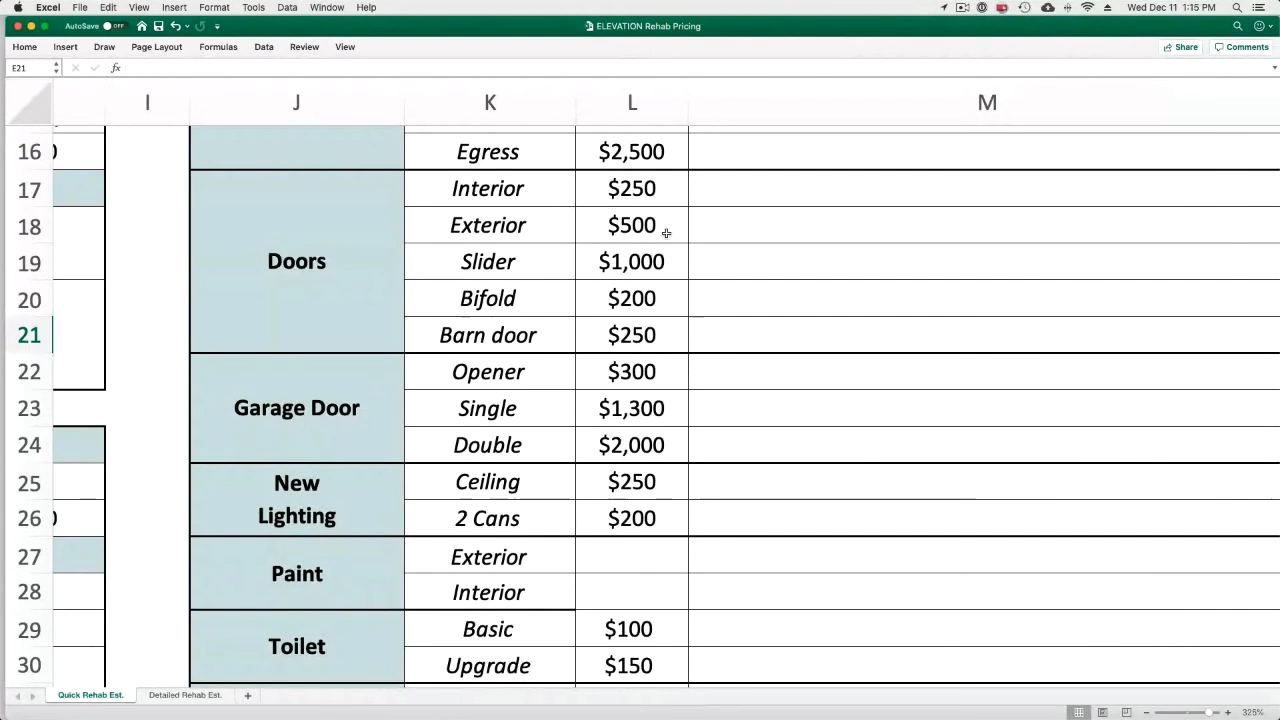 Excel File Edit View Insert Format Tools Data Window Help Wed Dec 11 1:15 PM
AutoSave OFF ELEVATION Rehab Pricing
Home Insert Draw Page Layout Formulas Data Review View Share Comments
E21 fx
I J K L M
16 Egress $2,500
17 Interior $250
18 Exterior $500
19 Doors Slider $1,000
20 Bifold $200
21 Barn door $250
22 Opener $300
23 Garage Door Single $1,300
24 Double $2,000
25 New Ceiling $250
26 Lighting 2 Cans $200
27 Exterior
Paint
28 Interior
29 Basic $100
Toilet
30 Upgrade $150
Quick Rehab Est. Detailed Rehab Est. +
325%